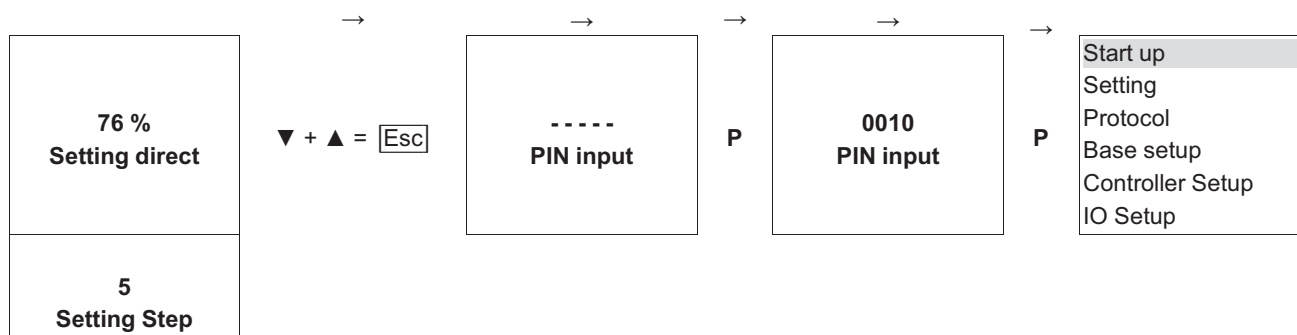 → → → → →
76 %
Setting direct
▼ + ▲ = Esc
- - - - -
PIN input
P
0010
PIN input
P
Start up
Setting
Protocol
Base setup
Controller Setup
IO Setup
5
Setting Step